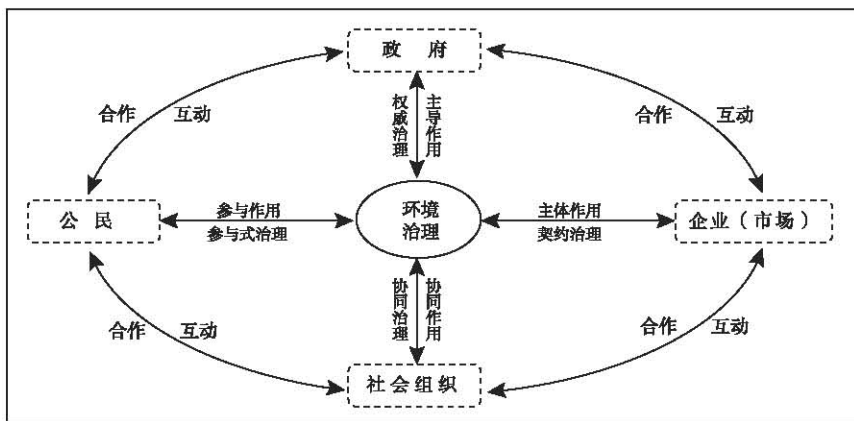 政 府
合作 互动
合作 互动
权威治理 主导作用
公 民
参与作用
参与式治理
环境
治理
主体作用
契约治理
企业（市场）
协同治理 协同作用
合作 互动
合作 互动
社会组织